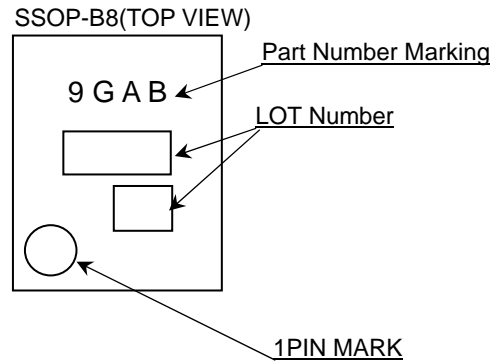 SSOP-B8(TOP VIEW)
Part Number Marking
9 G A B
LOT Number
1PIN MARK